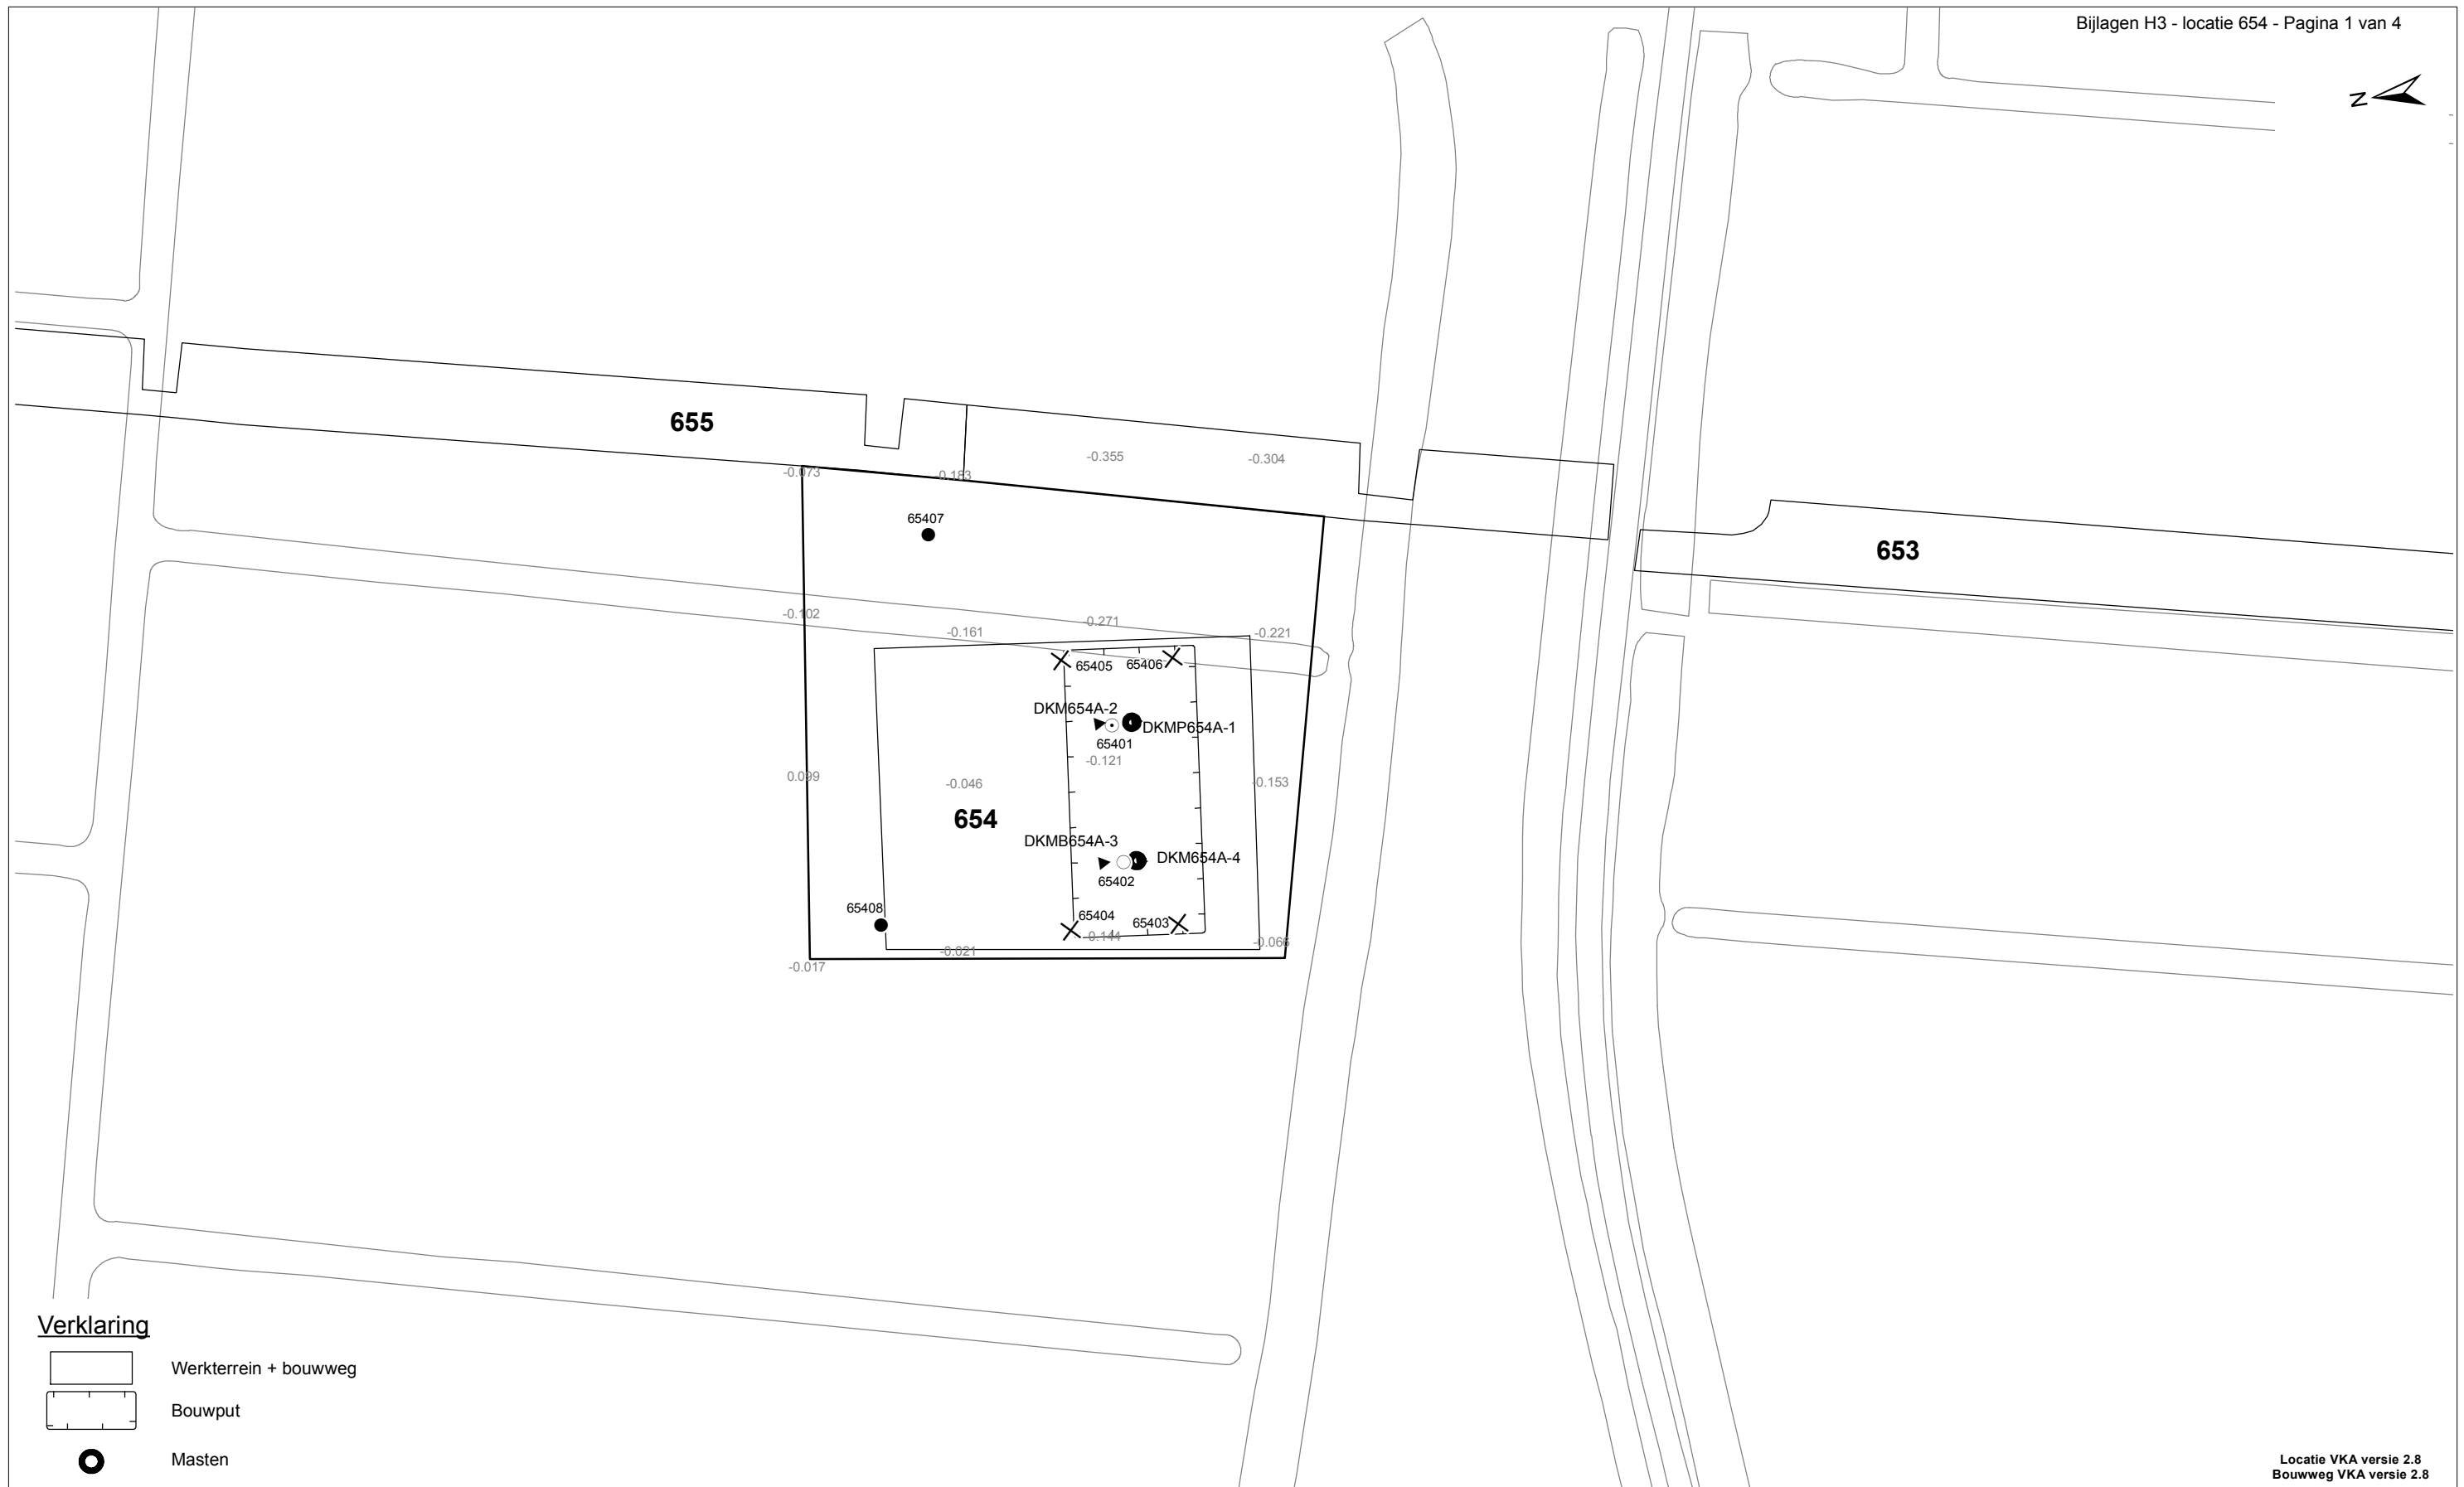 Bijlagen H3 - locatie 654 - Pagina 1 van 4
N
655
-0.355
-0.304
-0.073
-0.183
65407
653
-0.102
-0.161
-0.271
-0.221
65405
65406
DKM654A-2
DKMP654A-1
65401
-0.121
0.099
-0.046
-0.153
654
DKMB654A-3
DKM654A-4
65402
65408
65404
65403
-0.144
-0.066
-0.021
-0.017
Verklaring
Werkterrein + bouwweg
Bouwput
Masten
Locatie VKA versie 2.8
Bouwweg VKA versie 2.8